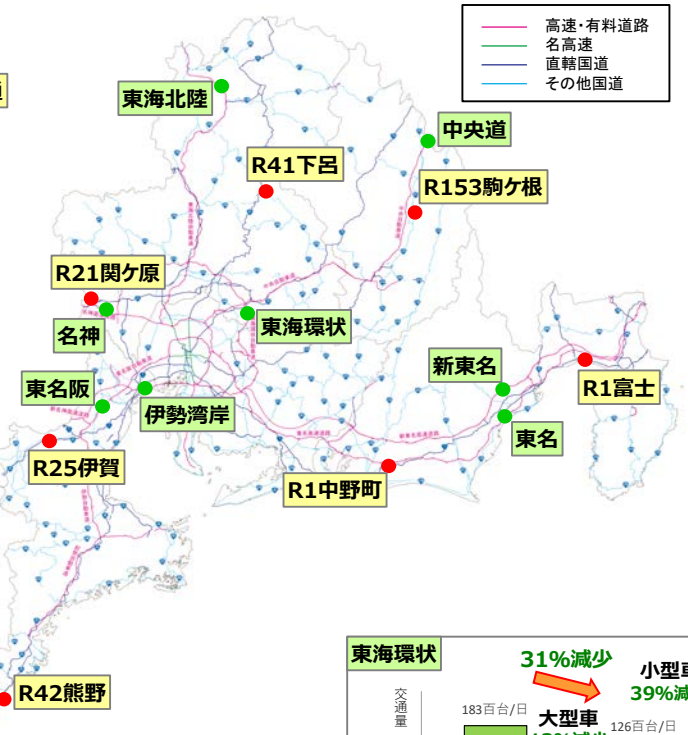 高速・有料道路
名高速
直轄国道
その他国道
東海北陸
中央道
R41下呂
R153駒ケ根
R21関ケ原
名神
東海環状
新東名
R1富士
東名阪
伊勢湾岸
東名
R25伊賀
R1中野町
R42熊野
東海環状
31%減少
小型車
39%減
交通量
183百台/日
大型車
126百台/日